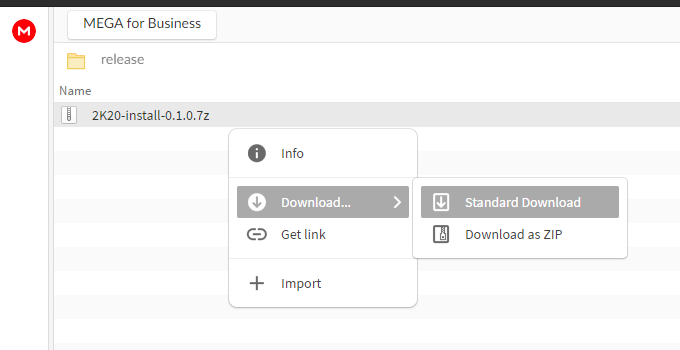 MEGA for Business
release
Name
2K20-install-0.1.0.7z
Info
Download...
Standard Download
Get link
Download as ZIP
Import